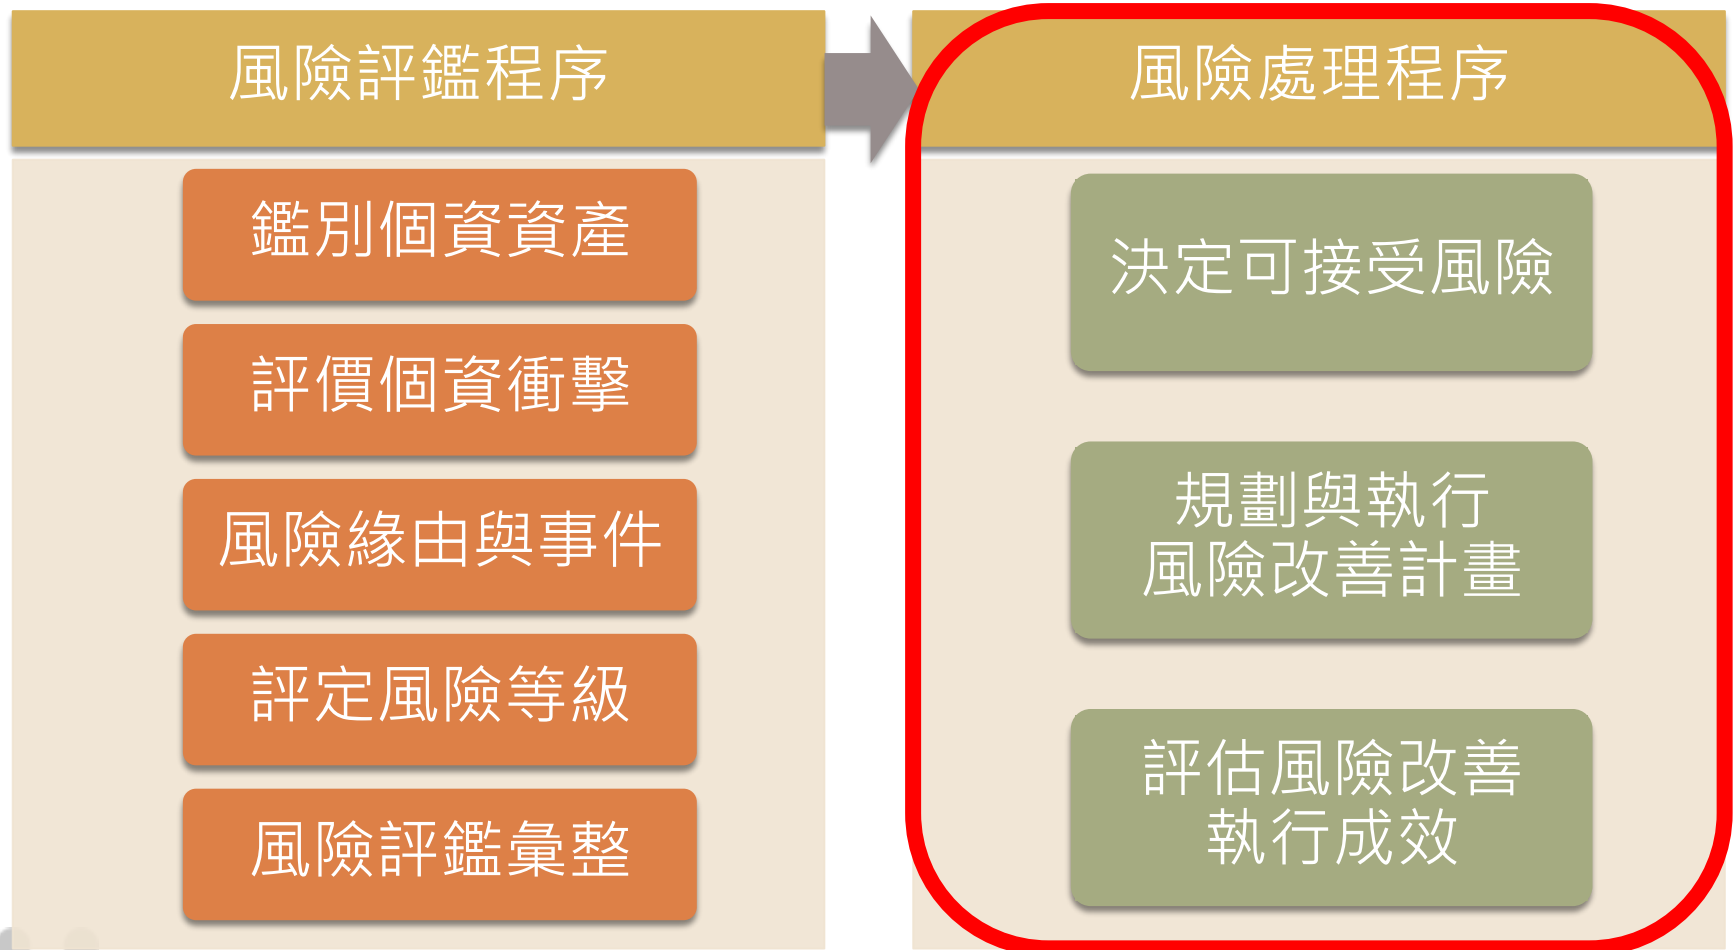 風險評鑑程序
鑑別個資資產
評價個資衝擊
風險緣由與事件
評定風險等級
風險評鑑彙整
風險處理程序
決定可接受風險
規劃與執行
風險改善計畫
評估風險改善
執行成效